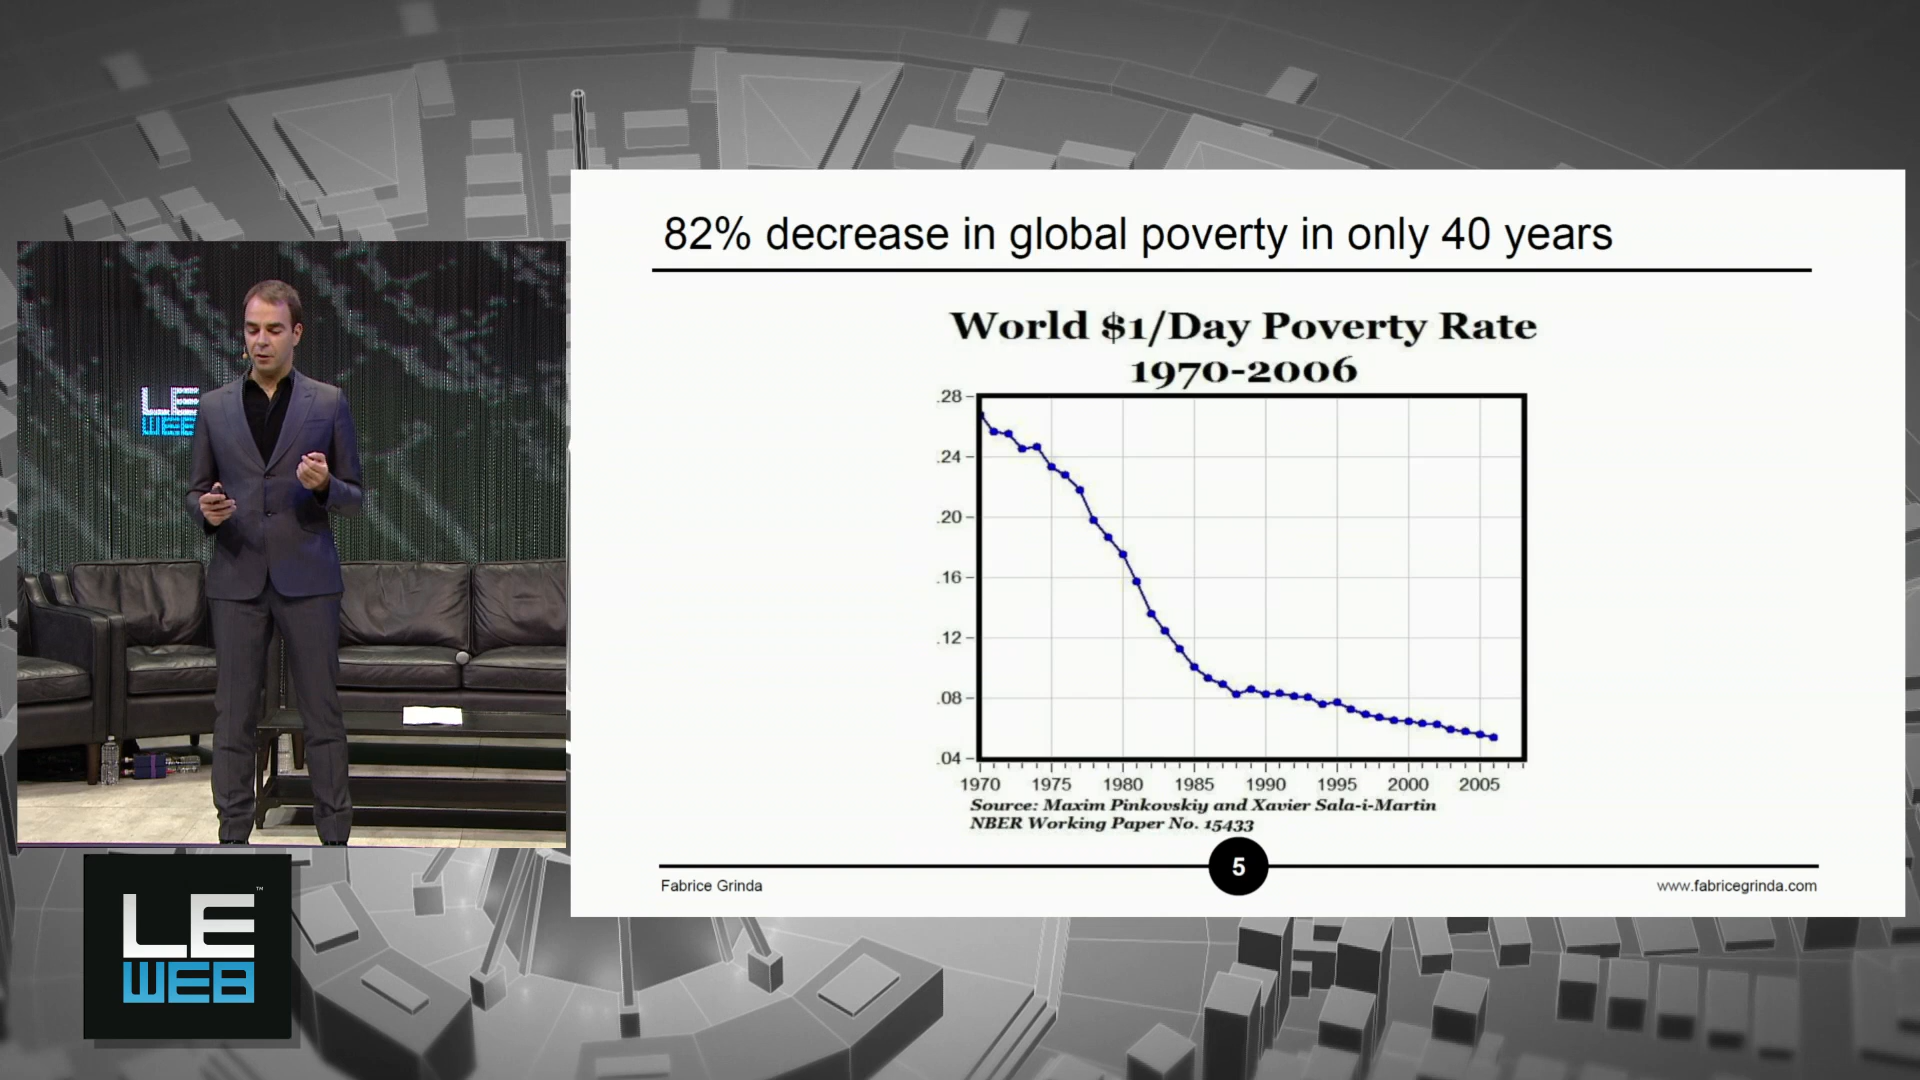 82% decrease in global poverty in only 40 years
World $1/Day Poverty Rate
1970-2006
.28
.24
.20
.16
.12
.08
.04
1970 1975 1980 1985 1990 1995 2000 2005
Source: Maxim Pinkovskiy and Xavier Sala-i-Martin
NBER Working Paper No. 15433
5
Fabrice Grinda
www.fabricegrinda.com
LE
WEB
LE
WEB™